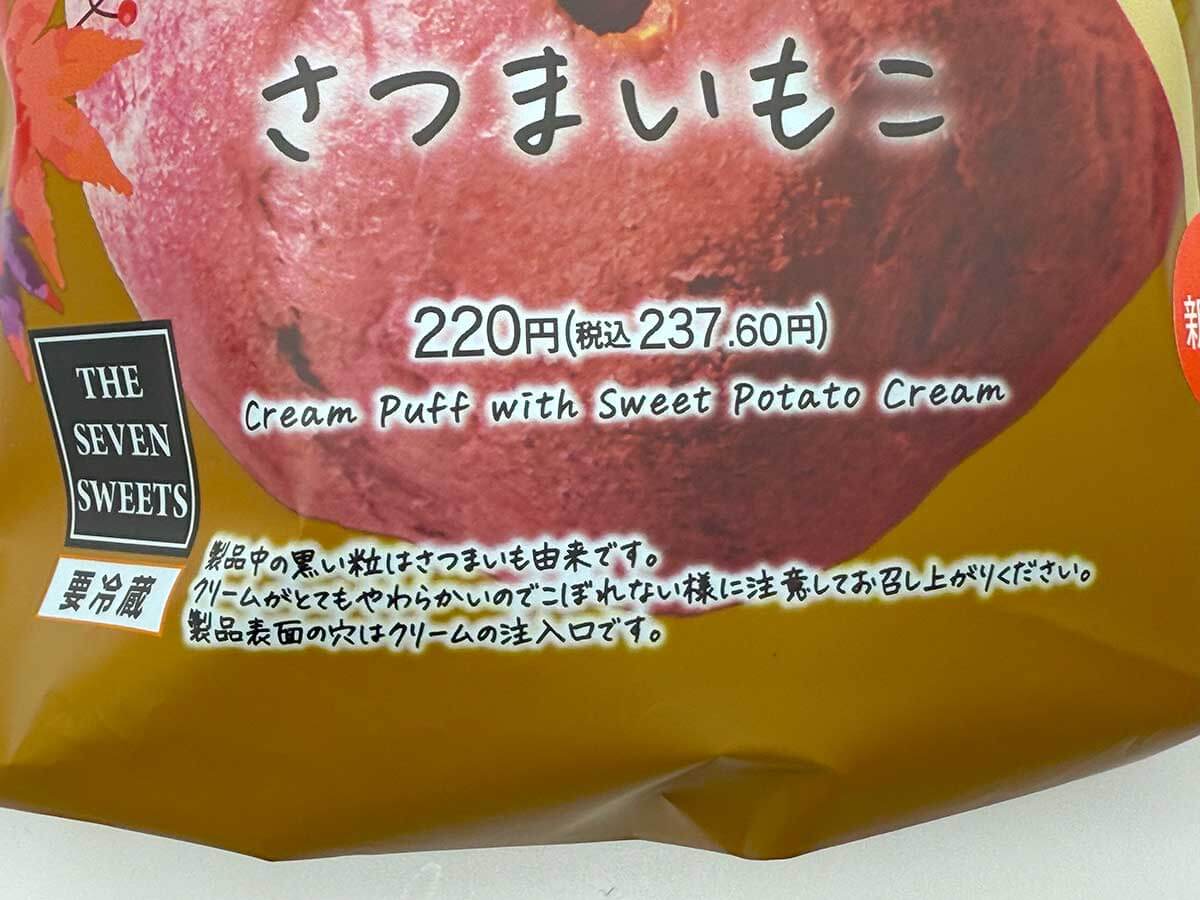 さつまいもこ
220円(税込 237.60円)
Cream Puff with Sweet Potato Cream
新
THE
SEVEN
SWEETS
要冷蔵
製品中の黒い粒はさつまいも由来です。
クリームがとてもやわらかいのでこぼれない様に注意してお召し上がりください。
製品表面の穴はクリームの注入口です。